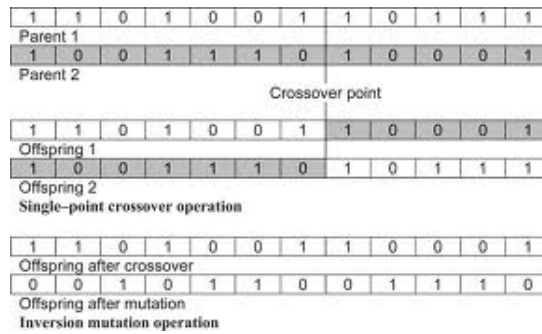 1 1 0 1 0 0 1 1 0 1 1 1
Parent 1
1 0 0 1 1 1 0 1 0 0 0 1
Parent 2
Crossover point
1 1 0 1 0 0 1 1 0 0 0 1
Offspring 1
1 0 0 1 1 1 0 1 0 1 1 1
Offspring 2
Single–point crossover operation
1 1 0 1 0 0 1 1 0 0 0 1
Offspring after crossover
0 0 1 0 1 1 0 0 1 1 1 0
Offspring after mutation
Inversion mutation operation